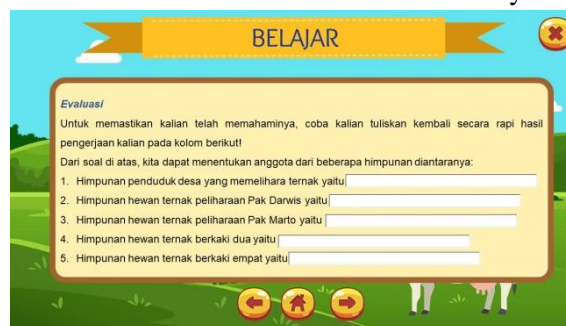 BELAJAR
Evaluasi
Untuk memastikan kalian telah memahaminya, coba kalian tuliskan kembali secara rapi hasil
pengerjaan kalian pada kolom berikut!
Dari soal di atas, kita dapat menentukan anggota dari beberapa himpunan diantaranya:
1. Himpunan penduduk desa yang memelihara ternak yaitu
2. Himpunan hewan ternak peliharaan Pak Darwis yaitu
3. Himpunan hewan ternak peliharaan Pak Marto yaitu
4. Himpunan hewan ternak berkaki dua yaitu
5. Himpunan hewan ternak berkaki empat yaitu